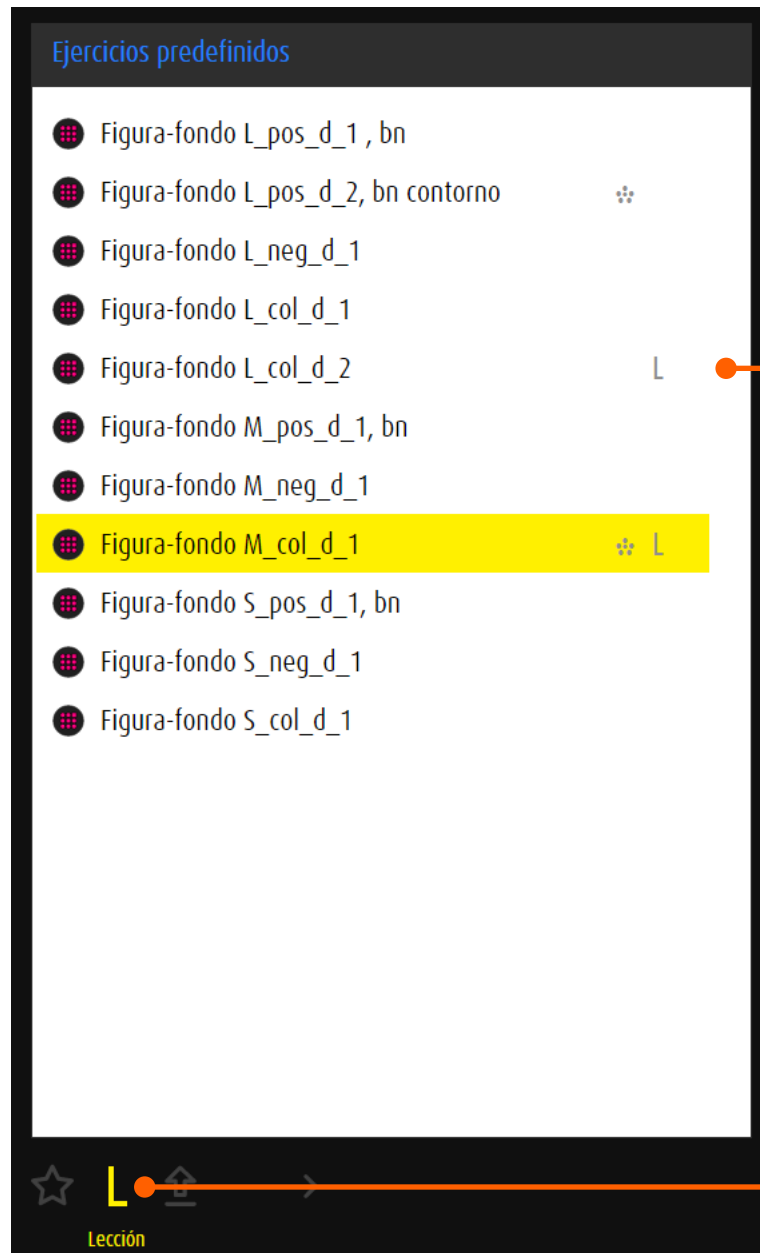 Ejercicios predefinidos
Figura-fondo L_pos_d_1 , bn
Figura-fondo L_pos_d_2, bn contorno
Figura-fondo L_neg_d_1
Figura-fondo L_col_d_1
Figura-fondo L_col_d_2 L
Figura-fondo M_pos_d_1, bn
Figura-fondo M_neg_d_1
Figura-fondo M_col_d_1 L
Figura-fondo S_pos_d_1, bn
Figura-fondo S_neg_d_1
Figura-fondo S_col_d_1
L
Lección